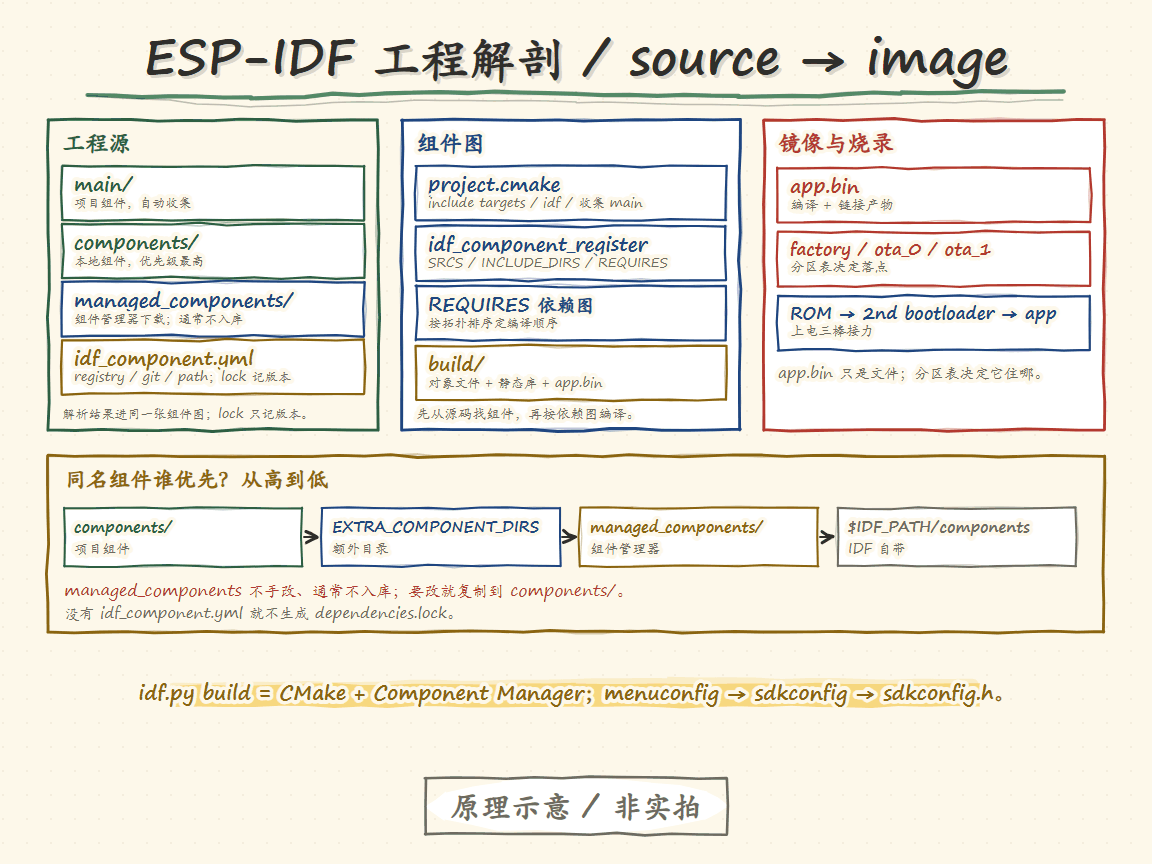 ESP-IDF 工程解剖 / source → image
工程源
main/
项目组件，自动收集
components/
本地组件，优先级最高
managed_components/
组件管理器下载；通常不入库
idf_component.yml
registry / git / path；lock 记版本
解析结果进同一张组件图；lock 只记版本。
组件图
project.cmake
include targets / idf / 收集 main
idf_component_register
SRCS / INCLUDE_DIRS / REQUIRES
REQUIRES 依赖图
按拓扑排序定编译顺序
build/
对象文件 + 静态库 + app.bin
先从源码找组件，再按依赖图编译。
镜像与烧录
app.bin
编译 + 链接产物
factory / ota_0 / ota_1
分区表决定落点
ROM → 2nd bootloader → app
上电三棒接力
app.bin 只是文件；分区表决定它住哪。
同名组件谁优先？从高到低
components/
项目组件
EXTRA_COMPONENT_DIRS
额外目录
managed_components/
组件管理器
$IDF_PATH/components
IDF 自带
managed_components 不手改、通常不入库；要改就复制到 components/。
没有 idf_component.yml 就不生成 dependencies.lock。
idf.py build = CMake + Component Manager；menuconfig → sdkconfig → sdkconfig.h。
原理示意 / 非实拍